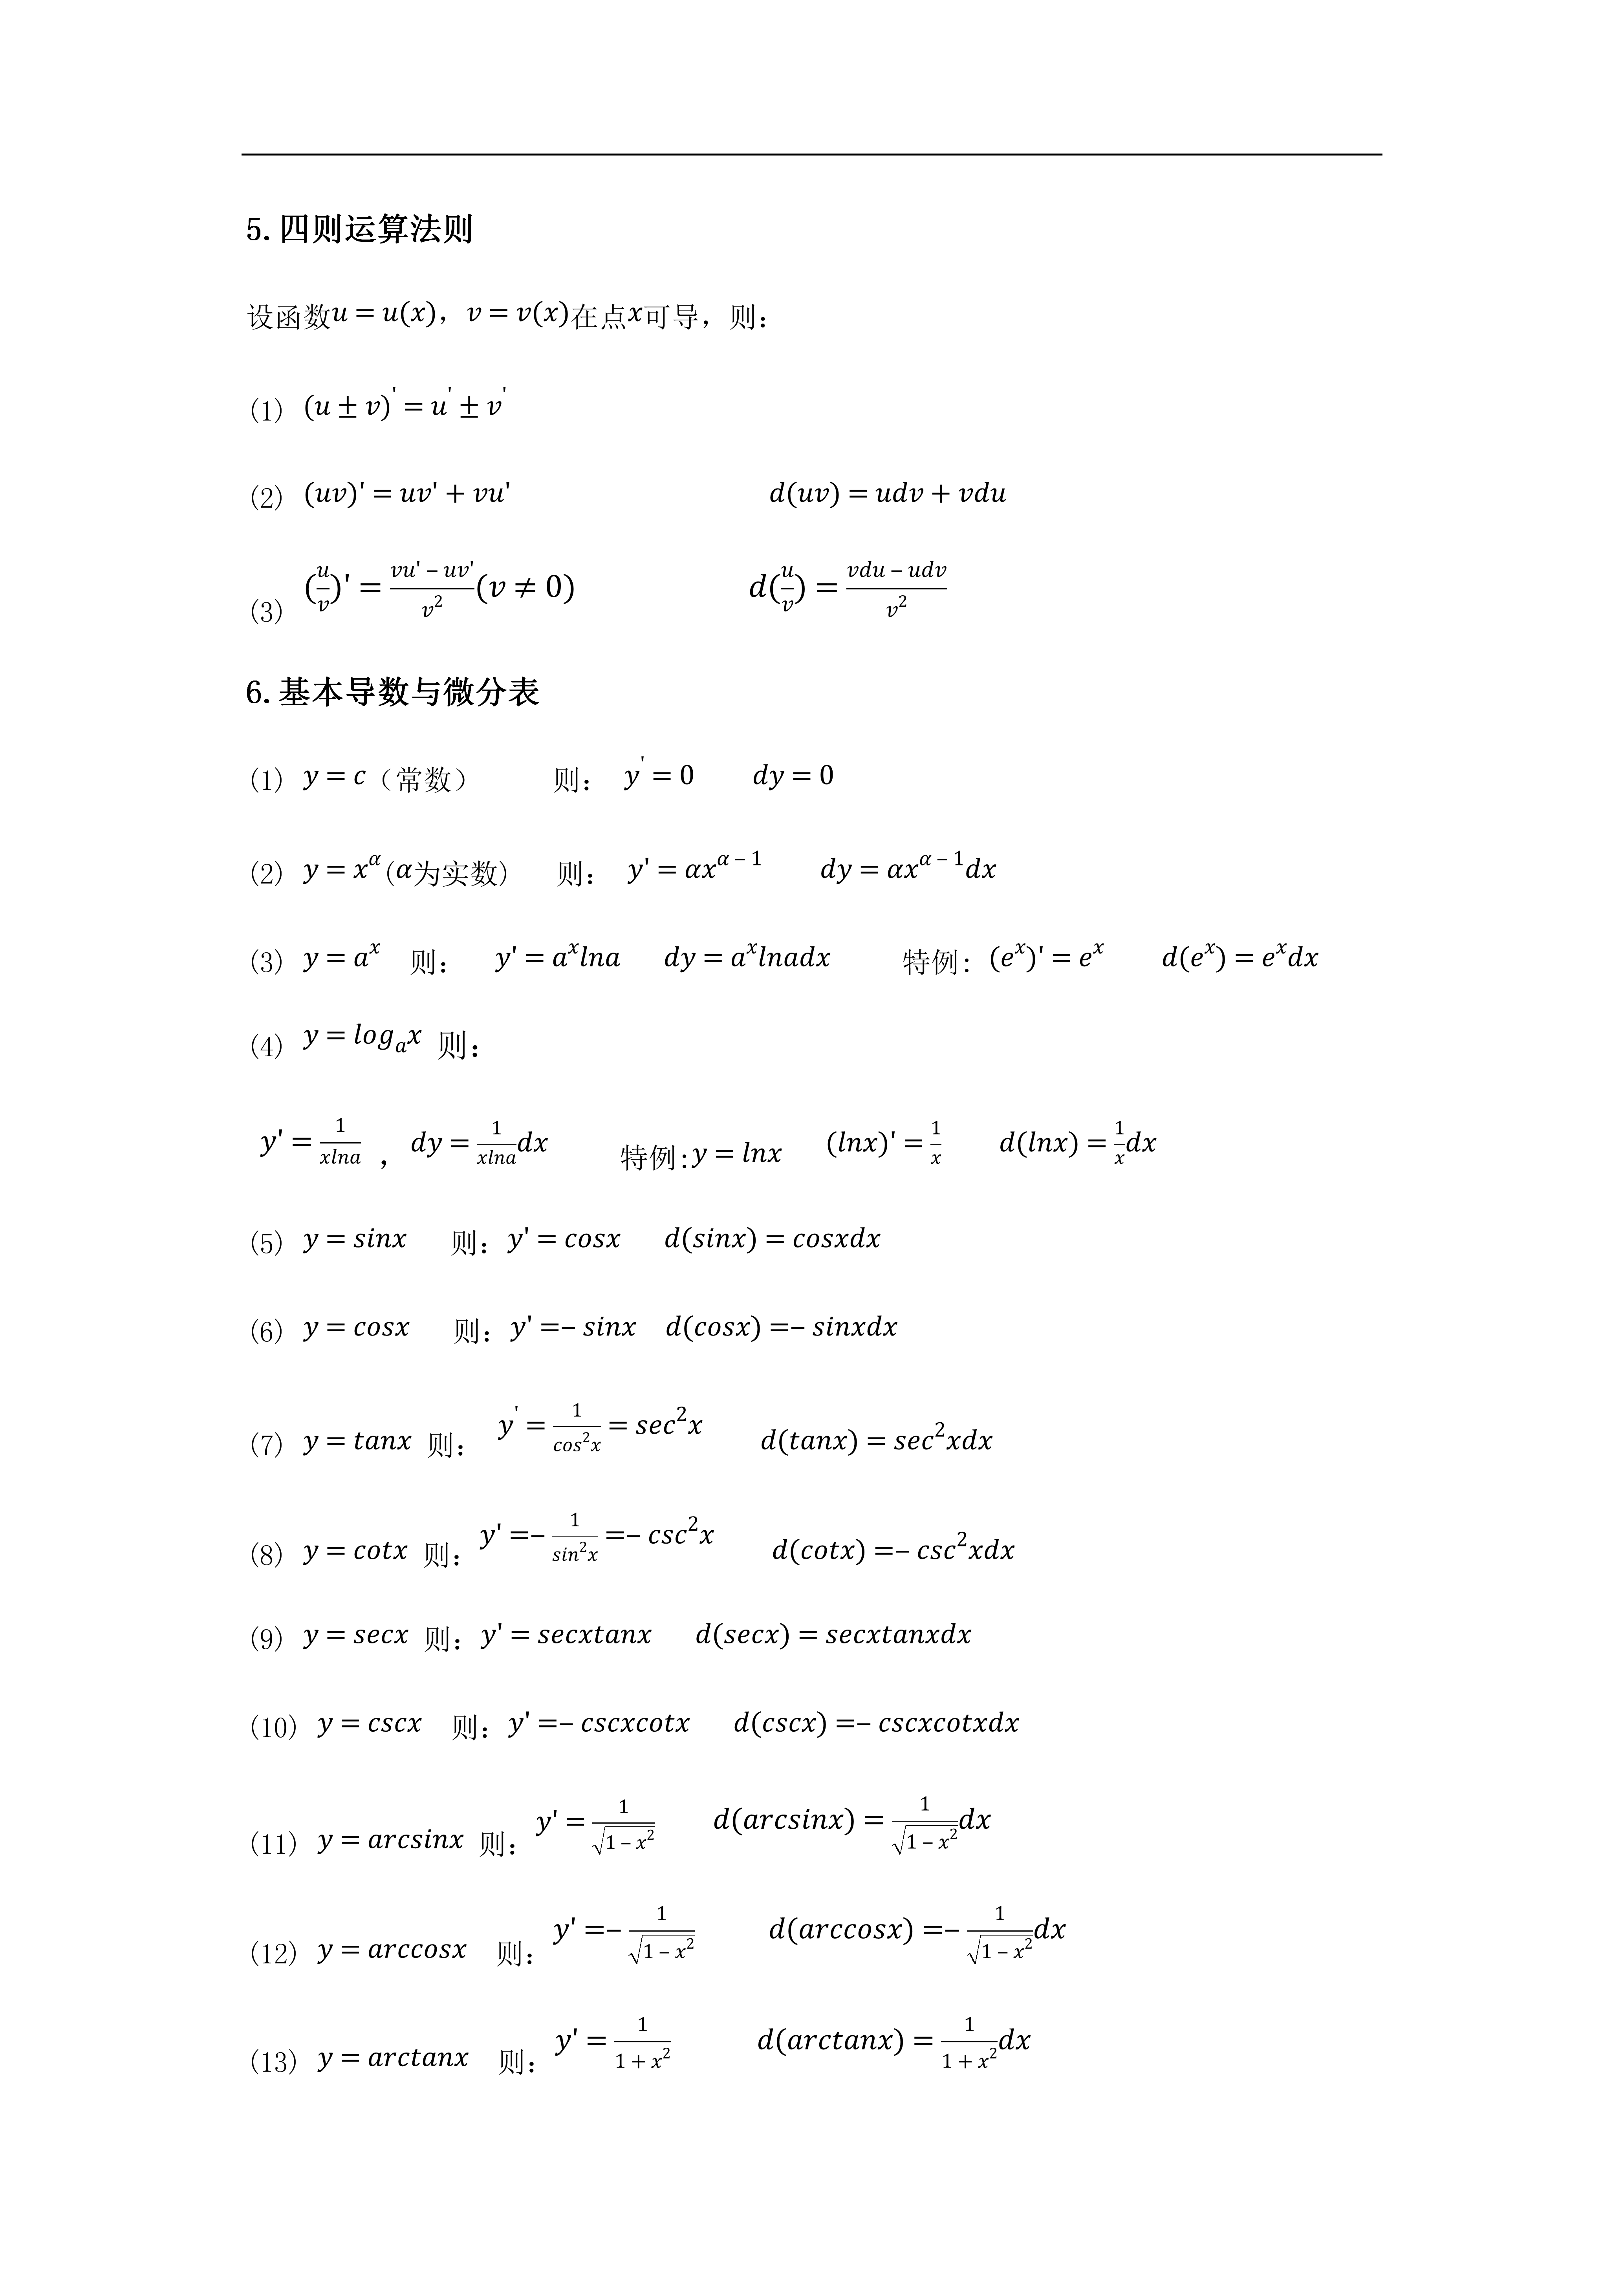 5.四则运算法则
设函数$u = u(x)$，$v = v(x)$在点$x$可导，则：
(1) $(u \pm v)' = u' \pm v'$
(2) $(uv)' = uv' + vu'$ $d(uv) = udv + vdu$
(3) $(\frac{u}{v})' = \frac{vu' - uv'}{v^2}(v \neq 0)$ $d(\frac{u}{v}) = \frac{vdu - udv}{v^2}$
6.基本导数与微分表
(1) $y = c$（常数） 则： $y' = 0$ $dy = 0$
(2) $y = x^{\alpha}$($\alpha$为实数) 则： $y' = \alpha x^{\alpha - 1}$ $dy = \alpha x^{\alpha - 1}dx$
(3) $y = a^x$ 则： $y' = a^x lna$ $dy = a^x lnadx$ 特例: $(e^x)' = e^x$ $d(e^x) = e^x dx$
(4) $y = log_a x$ 则：
$y' = \frac{1}{xlna}$ ，$dy = \frac{1}{xlna}dx$ 特例:$y = lnx$ $(lnx)' = \frac{1}{x}$ $d(lnx) = \frac{1}{x}dx$
(5) $y = sinx$ 则：$y' = cosx$ $d(sinx) = cosxdx$
(6) $y = cosx$ 则：$y' = - sinx$ $d(cosx) = - sinxdx$
(7) $y = tanx$ 则： $y' = \frac{1}{cos^2x} = sec^2x$ $d(tanx) = sec^2xdx$
(8) $y = cotx$ 则：$y' = - \frac{1}{sin^2x} = - csc^2x$ $d(cotx) = - csc^2xdx$
(9) $y = secx$ 则：$y' = secxtanx$ $d(secx) = secxtanxdx$
(10) $y = cscx$ 则：$y' = - cscxcotx$ $d(cscx) = - cscxcotxdx$
(11) $y = arcsinx$ 则：$y' = \frac{1}{\sqrt{1 - x^2}}$ $d(arcsinx) = \frac{1}{\sqrt{1 - x^2}}dx$
(12) $y = arccosx$ 则：$y' = - \frac{1}{\sqrt{1 - x^2}}$ $d(arccosx) = - \frac{1}{\sqrt{1 - x^2}}dx$
(13) $y = arctanx$ 则：$y' = \frac{1}{1 + x^2}$ $d(arctanx) = \frac{1}{1 + x^2}dx$